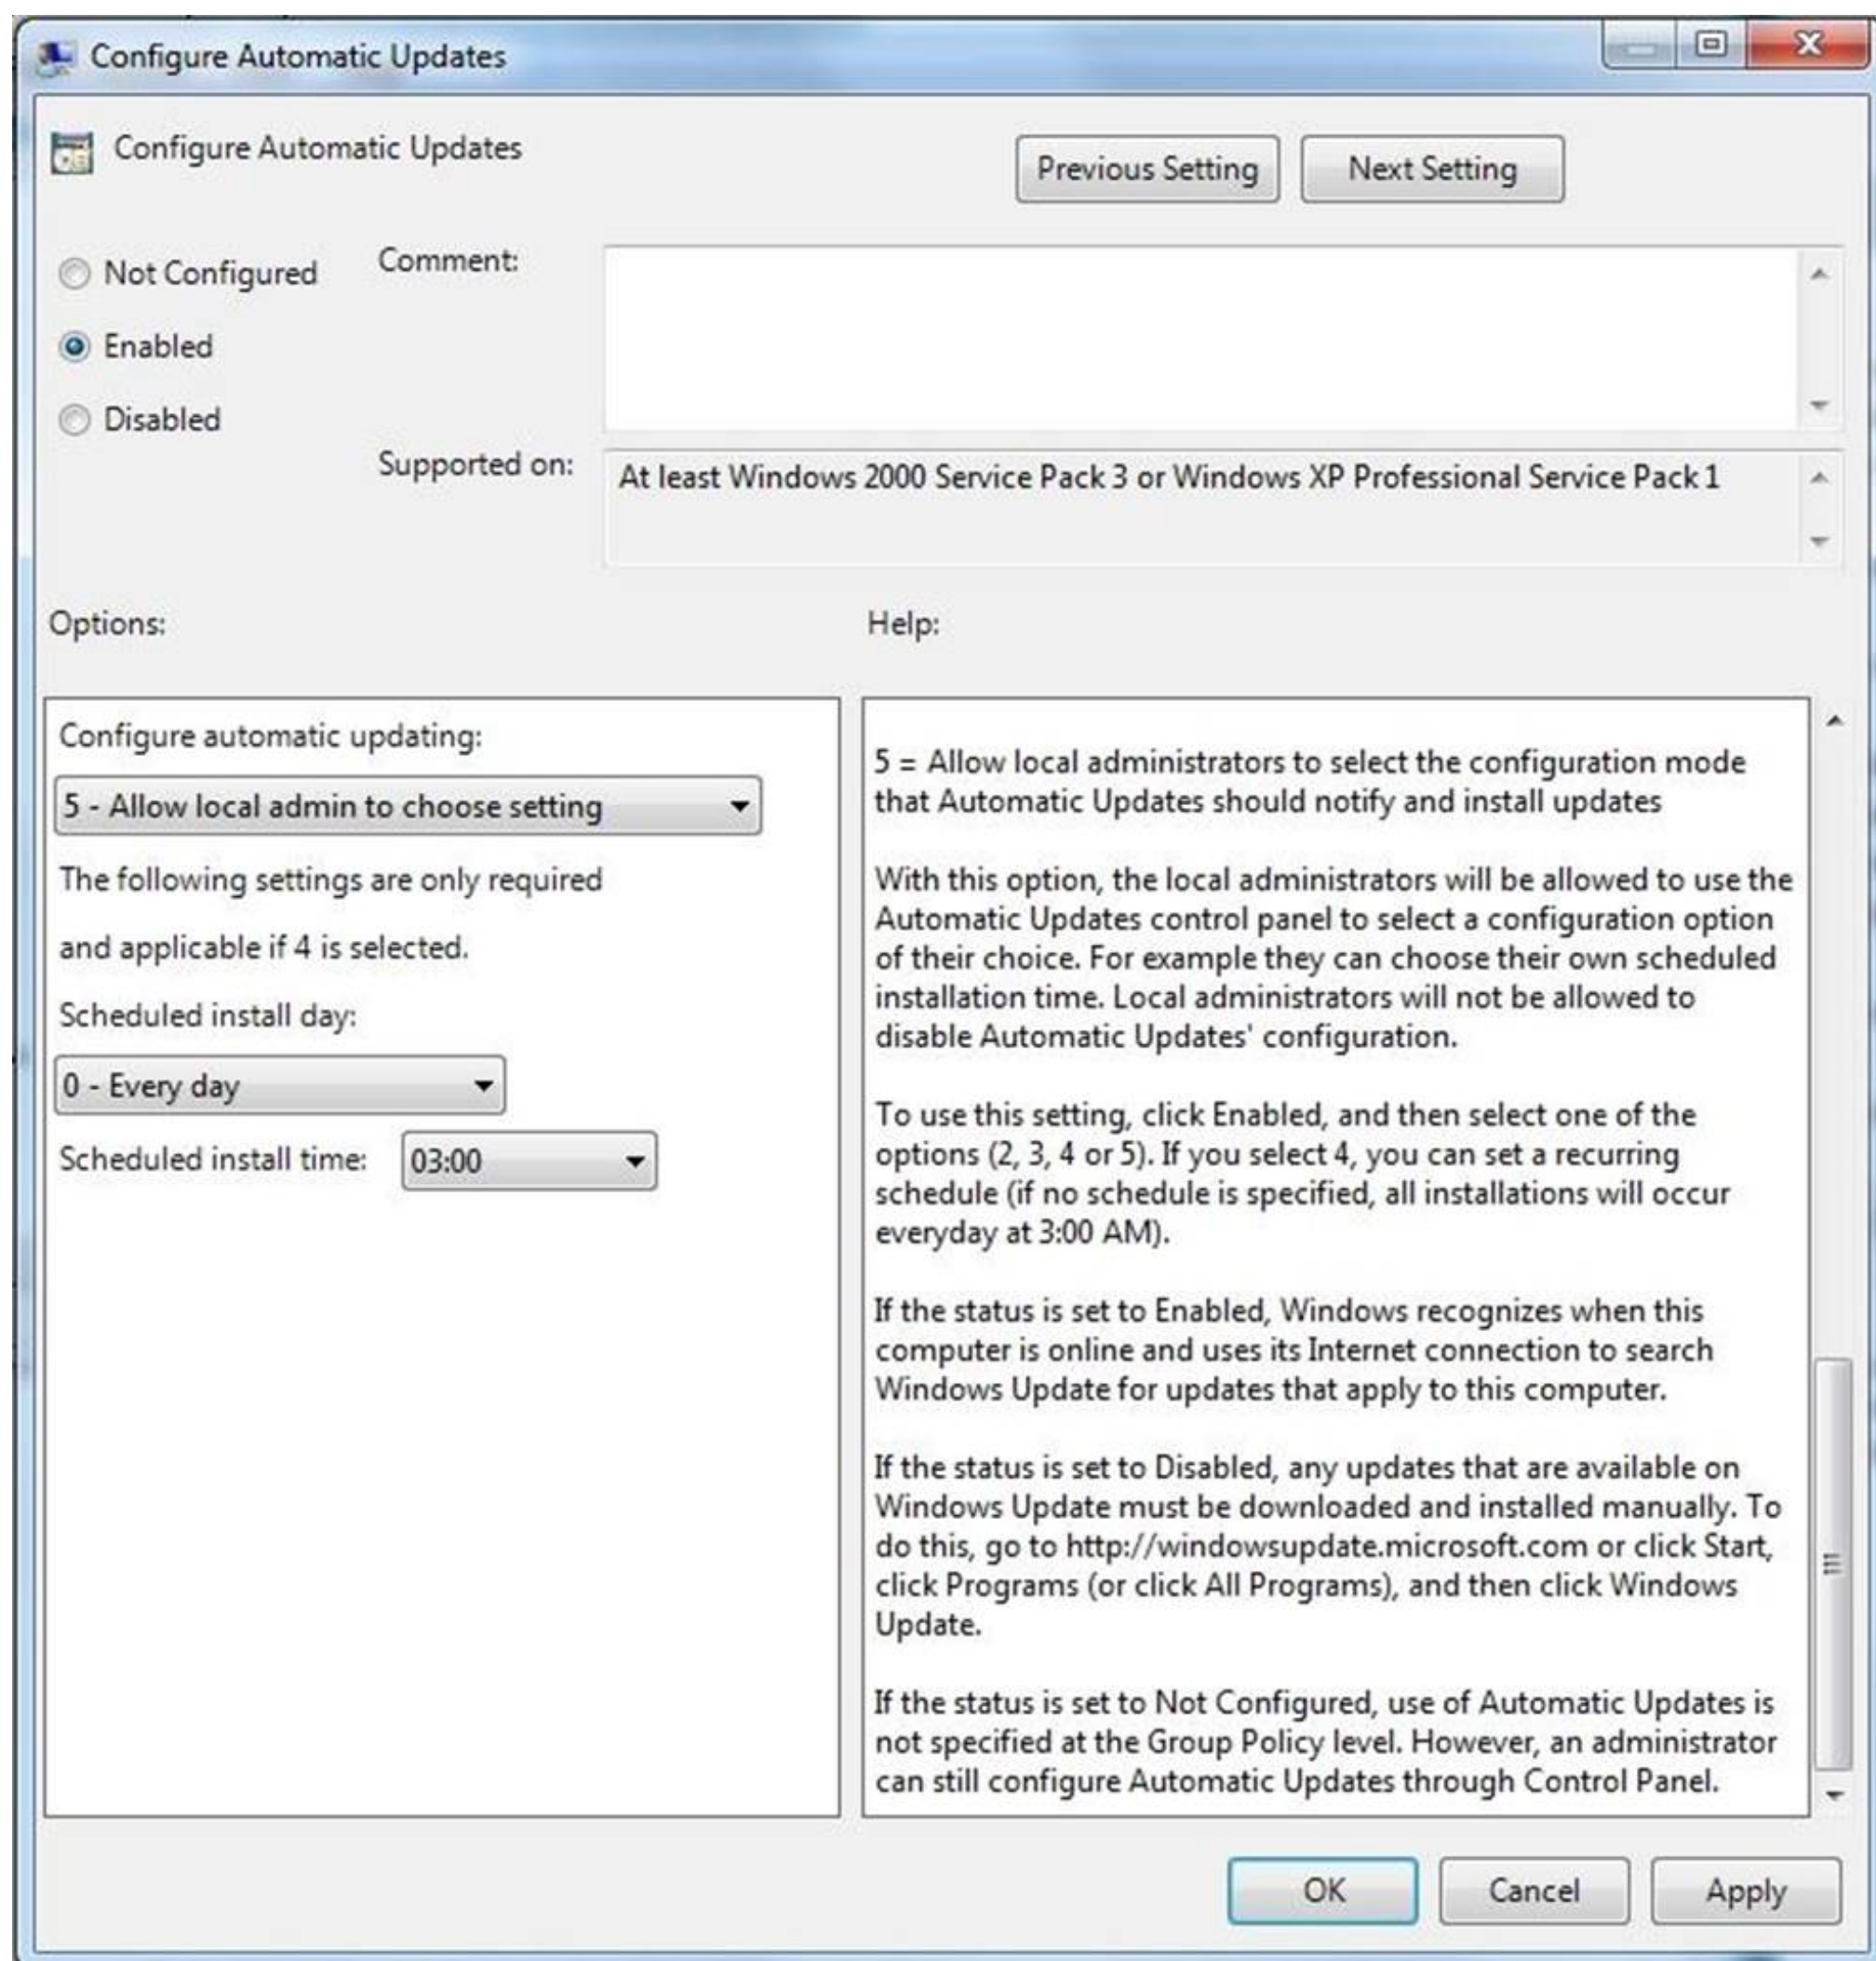 Configure Automatic Updates
Configure Automatic Updates
Previous Setting
Next Setting
Not Configured
Enabled
Disabled
Comment:
Supported on:
At least Windows 2000 Service Pack 3 or Windows XP Professional Service Pack 1
Options:
Help:
Configure automatic updating:
5 - Allow local admin to choose setting
The following settings are only required
and applicable if 4 is selected.
Scheduled install day:
0 - Every day
Scheduled install time:
03:00
5 = Allow local administrators to select the configuration mode
that Automatic Updates should notify and install updates
With this option, the local administrators will be allowed to use the
Automatic Updates control panel to select a configuration option
of their choice. For example they can choose their own scheduled
installation time. Local administrators will not be allowed to
disable Automatic Updates' configuration.
To use this setting, click Enabled, and then select one of the
options (2, 3, 4 or 5). If you select 4, you can set a recurring
schedule (if no schedule is specified, all installations will occur
everyday at 3:00 AM).
If the status is set to Enabled, Windows recognizes when this
computer is online and uses its Internet connection to search
Windows Update for updates that apply to this computer.
If the status is set to Disabled, any updates that are available on
Windows Update must be downloaded and installed manually. To
do this, go to http://windowsupdate.microsoft.com or click Start,
click Programs (or click All Programs), and then click Windows
Update.
If the status is set to Not Configured, use of Automatic Updates is
not specified at the Group Policy level. However, an administrator
can still configure Automatic Updates through Control Panel.
OK
Cancel
Apply